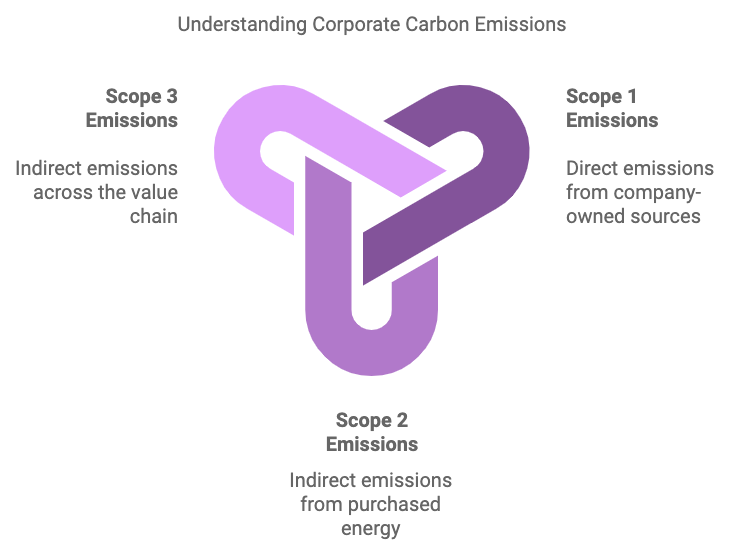 Understanding Corporate Carbon Emissions
Scope 3
Emissions
Indirect emissions
across the value
chain
Scope 1
Emissions
Direct emissions
from company-
owned sources
Scope 2
Emissions
Indirect emissions
from purchased
energy